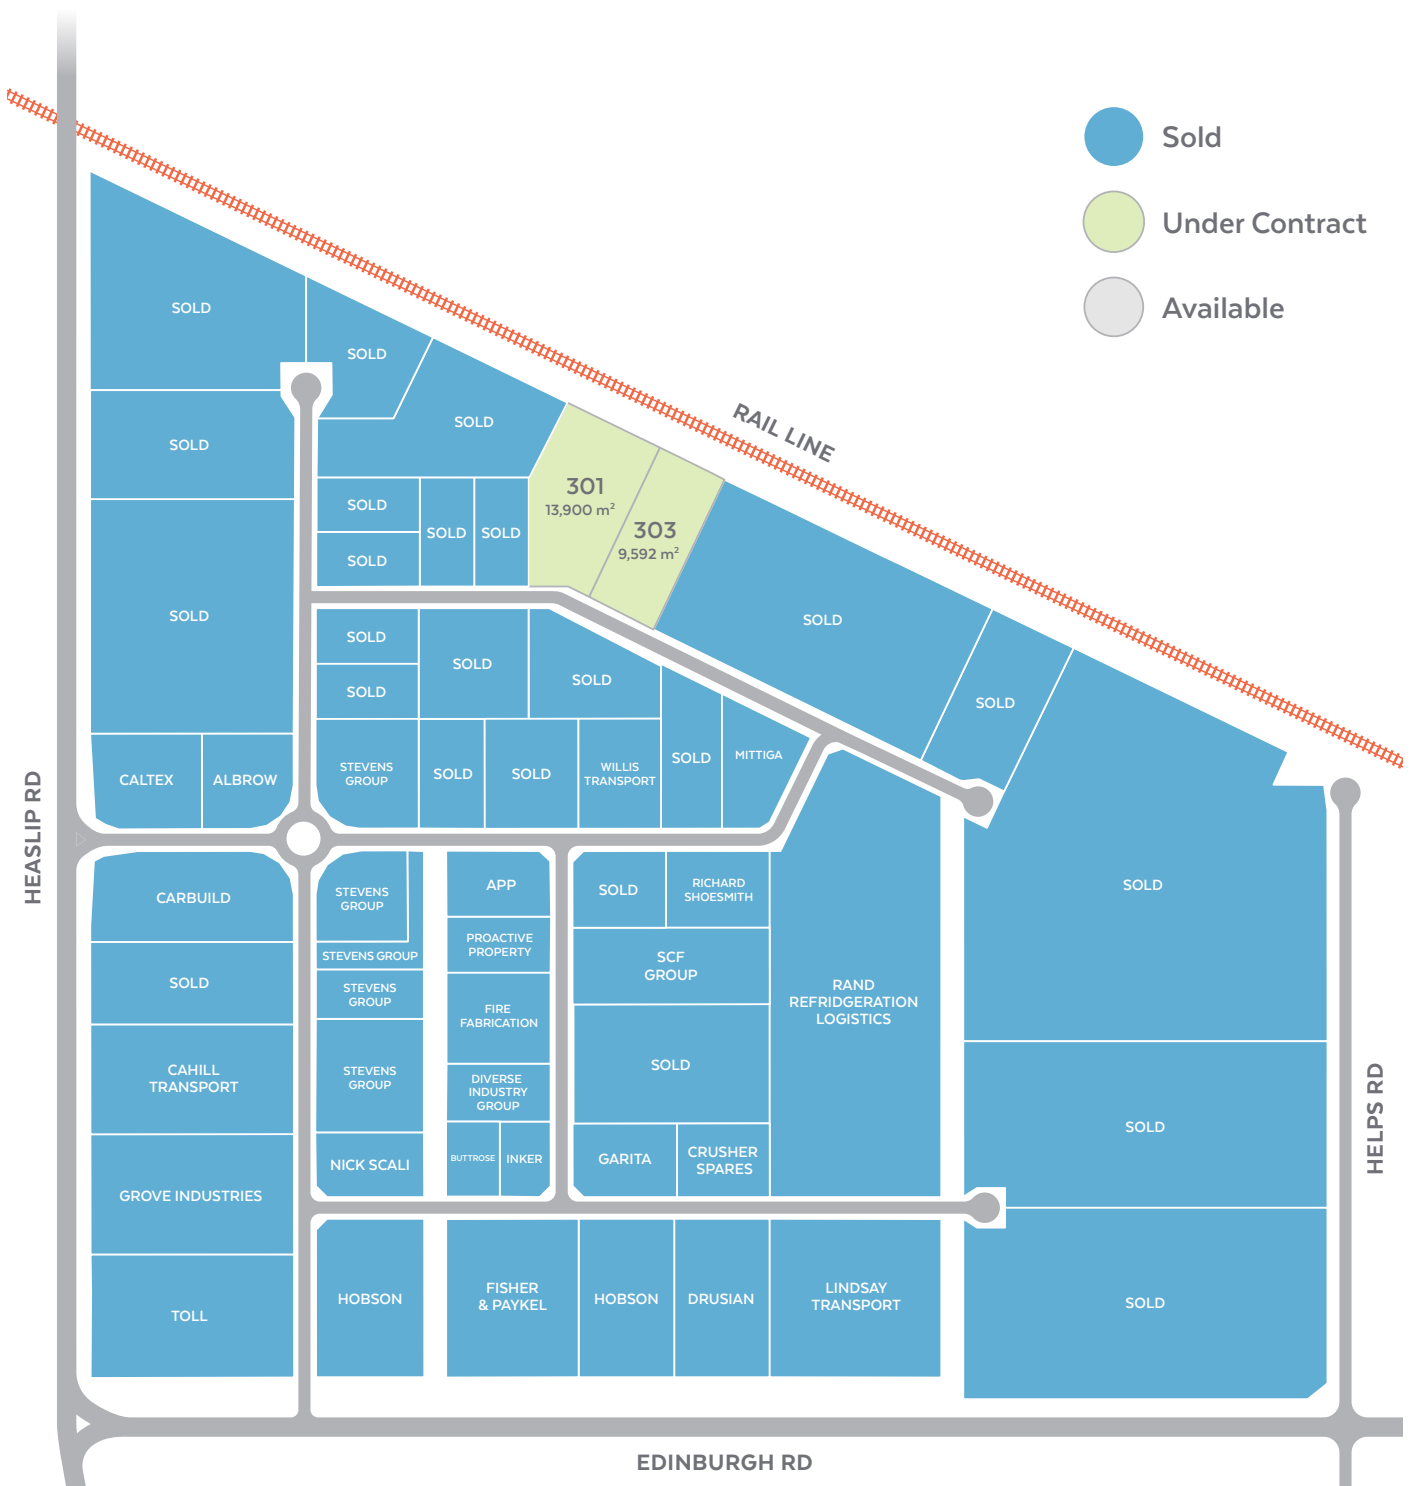 Sold
Under Contract
Available
RAIL LINE
HEASLIP RD
HELPS RD
EDINBURGH RD
SOLD
SOLD
SOLD
SOLD
301
13,900 m²
303
9,592 m²
SOLD
SOLD
SOLD
SOLD
SOLD
SOLD
SOLD
SOLD
SOLD
SOLD
SOLD
SOLD
SOLD
CALTEX
ALBROW
STEVENS
GROUP
SOLD
SOLD
WILLIS
TRANSPORT
SOLD
MITTIGA
CARBUILD
STEVENS
GROUP
APP
SOLD
RICHARD
SHOESMITH
SOLD
PROACTIVE
PROPERTY
STEVENS GROUP
SCF
GROUP
SOLD
STEVENS
GROUP
FIRE
FABRICATION
RAND
REFRIDGERATION
LOGISTICS
CAHILL
TRANSPORT
STEVENS
GROUP
DIVERSE
INDUSTRY
GROUP
SOLD
SOLD
NICK SCALI
BUTTROSE
INKER
GARITA
CRUSHER
SPARES
GROVE INDUSTRIES
TOLL
HOBSON
FISHER
& PAYKEL
HOBSON
DRUSIAN
LINDSAY
TRANSPORT
SOLD